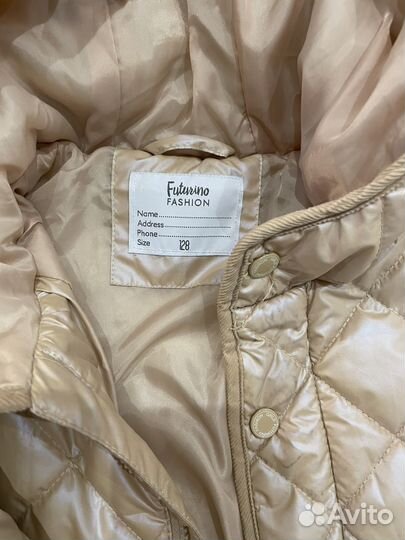 Futurino
FASHION
Name..............................
Address.........................
Phone............................
Size 128
Avito